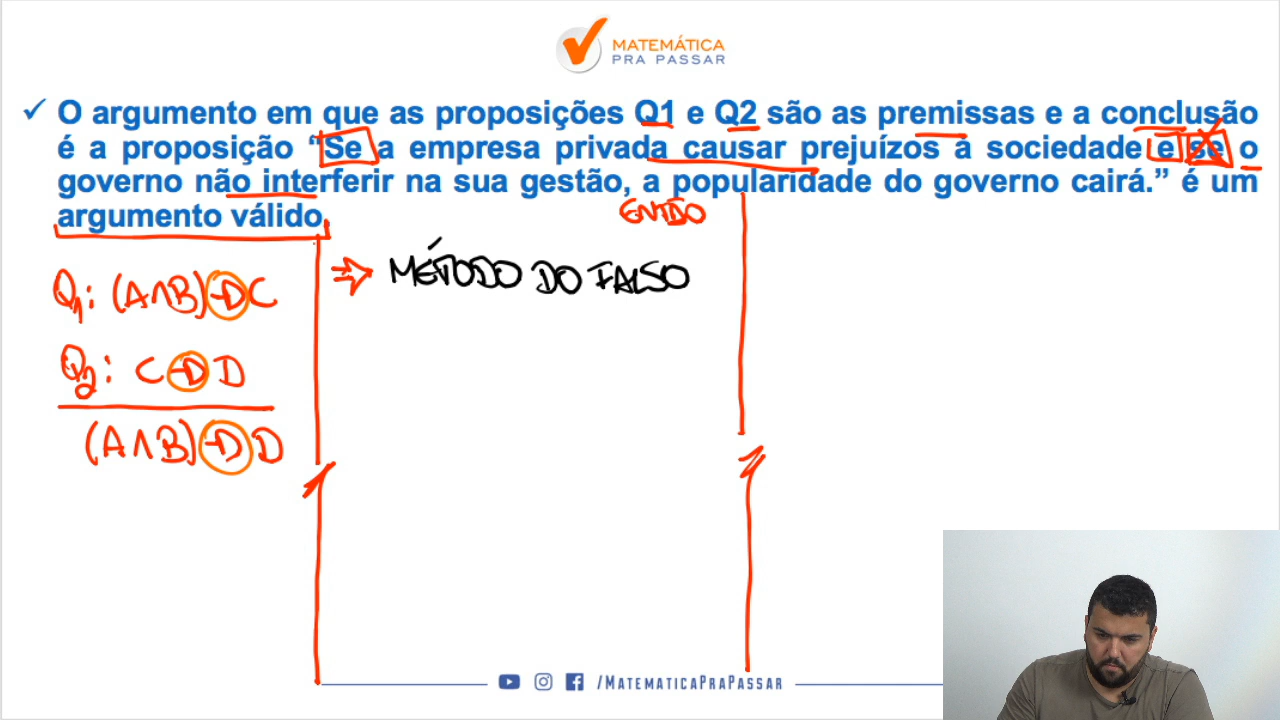 MATEMÁTICA
PRA PASSAR
✓ O argumento em que as proposições Q1 e Q2 são as premissas e a conclusão
é a proposição “Se a empresa privada causar prejuízos à sociedade e se o
governo não interferir na sua gestão, a popularidade do governo cairá.” é um
argumento válido.
ENTÃO
⇒ MÉTODO DO FALSO
Q1: (A∧B)→C
Q2: C→D
(A∧B)→D
/MATEMATICAPRAPASSAR